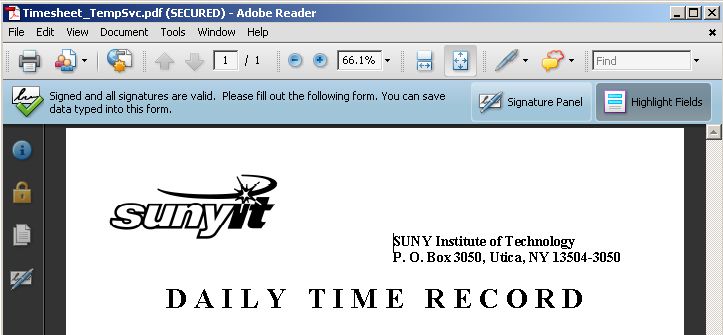 Timesheet_TempSvc.pdf (SECURED) - Adobe Reader
File Edit View Document Tools Window Help
1 / 1 66.1% Find
Signed and all signatures are valid. Please fill out the following form. You can save
data typed into this form.
Signature Panel
Highlight Fields
sunyit
SUNY Institute of Technology
P. O. Box 3050, Utica, NY 13504-3050
DAILY TIME RECORD